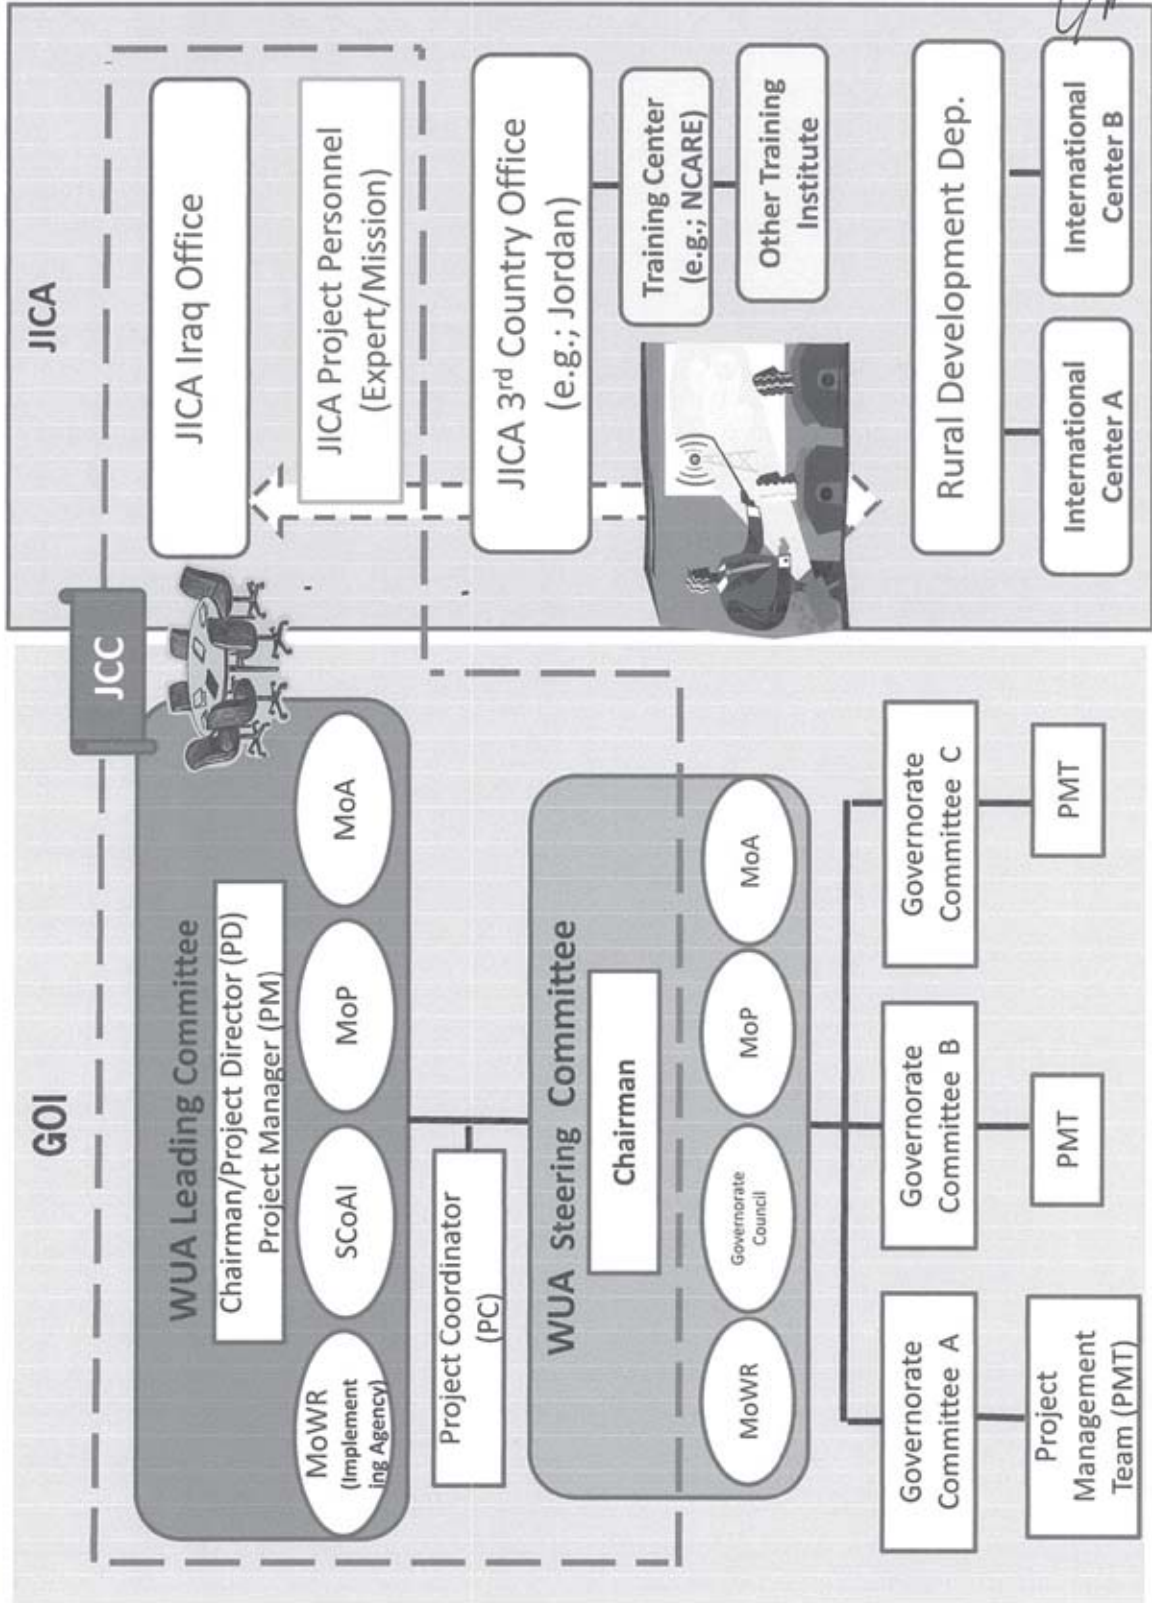 GOI
JICA
JCC
WUA Leading Committee
Chairman/Project Director (PD)
Project Manager (PM)
MoWR
(Implement
ing Agency)
SCoAI
MoP
MoA
Project Coordinator
(PC)
WUA Steering Committee
Chairman
MoWR
Governorate
Council
MoP
MoA
Governorate
Committee A
Governorate
Committee B
Governorate
Committee C
Project
Management
Team (PMT)
PMT
PMT
JICA Iraq Office
JICA Project Personnel
(Expert/Mission)
JICA 3rd Country Office
(e.g.; Jordan)
Training Center
(e.g.; NCARE)
Other Training
Institute
Rural Development Dep.
International
Center A
International
Center B